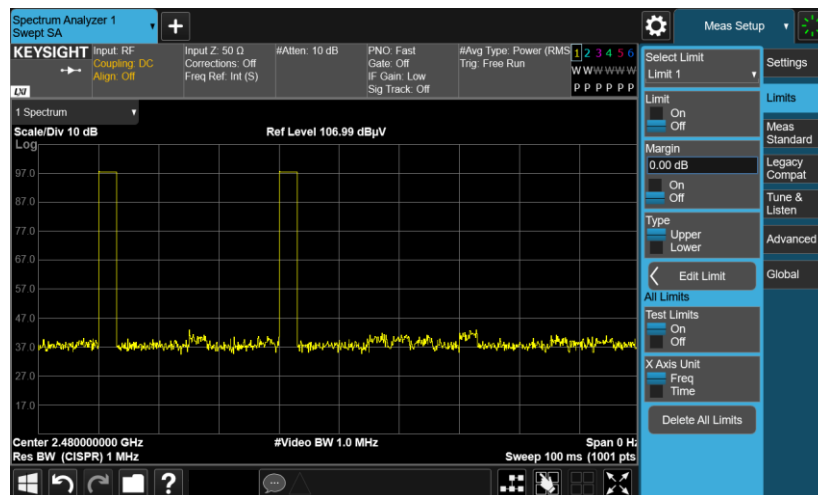 Spectrum Analyzer 1
Swept SA
Meas Setup
KEYSIGHT
LXI
Input: RF
Coupling: DC
Align: Off
Input Z: 50 Ω
Corrections: Off
Freq Ref: Int (S)
#Atten: 10 dB
PNO: Fast
Gate: Off
IF Gain: Low
Sig Track: Off
#Avg Type: Power (RMS
Trig: Free Run
1 2 3 4 5 6
W W W W W W
P P P P P P
1 Spectrum
Scale/Div 10 dB
Ref Level 106.99 dBµV
Log
97.0
87.0
77.0
67.0
57.0
47.0
37.0
27.0
17.0
Center 2.480000000 GHz
#Video BW 1.0 MHz
Span 0 Hz
Res BW (CISPR) 1 MHz
Sweep 100 ms (1001 pts
Select Limit
Limit 1
Limit
On
Off
Margin
0.00 dB
On
Off
Type
Upper
Lower
Edit Limit
All Limits
Test Limits
On
Off
X Axis Unit
Freq
Time
Delete All Limits
Settings
Limits
Meas
Standard
Legacy
Compat
Tune &
Listen
Advanced
Global